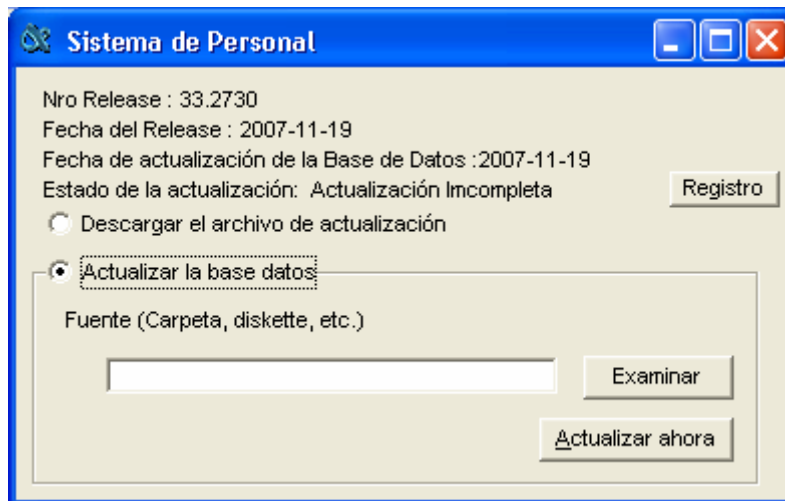 Sistema de Personal
Nro Release : 33.2730
Fecha del Release : 2007-11-19
Fecha de actualización de la Base de Datos :2007-11-19
Estado de la actualización: Actualización Imcompleta
Registro
Descargar el archivo de actualización
Actualizar la base datos
Fuente (Carpeta, diskette, etc.)
Examinar
Actualizar ahora